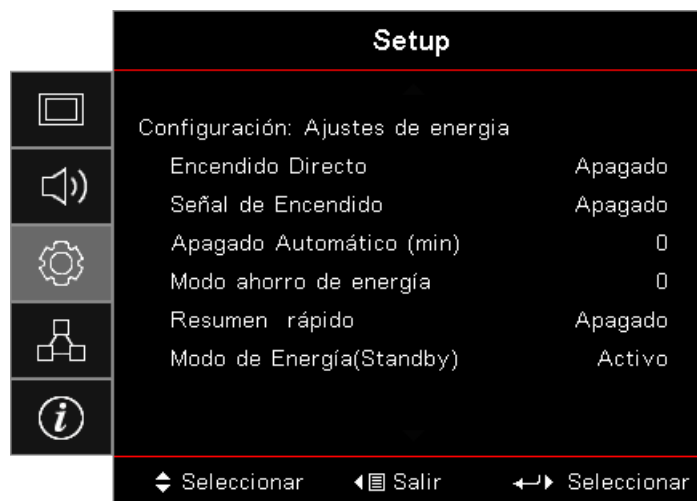 Setup
Configuración: Ajustes de energia
Encendido Directo Apagado
Señal de Encendido Apagado
Apagado Automático (min) 0
Modo ahorro de energía 0
Resumen rápido Apagado
Modo de Energía(Standby) Activo
i
Seleccionar Salir Seleccionar